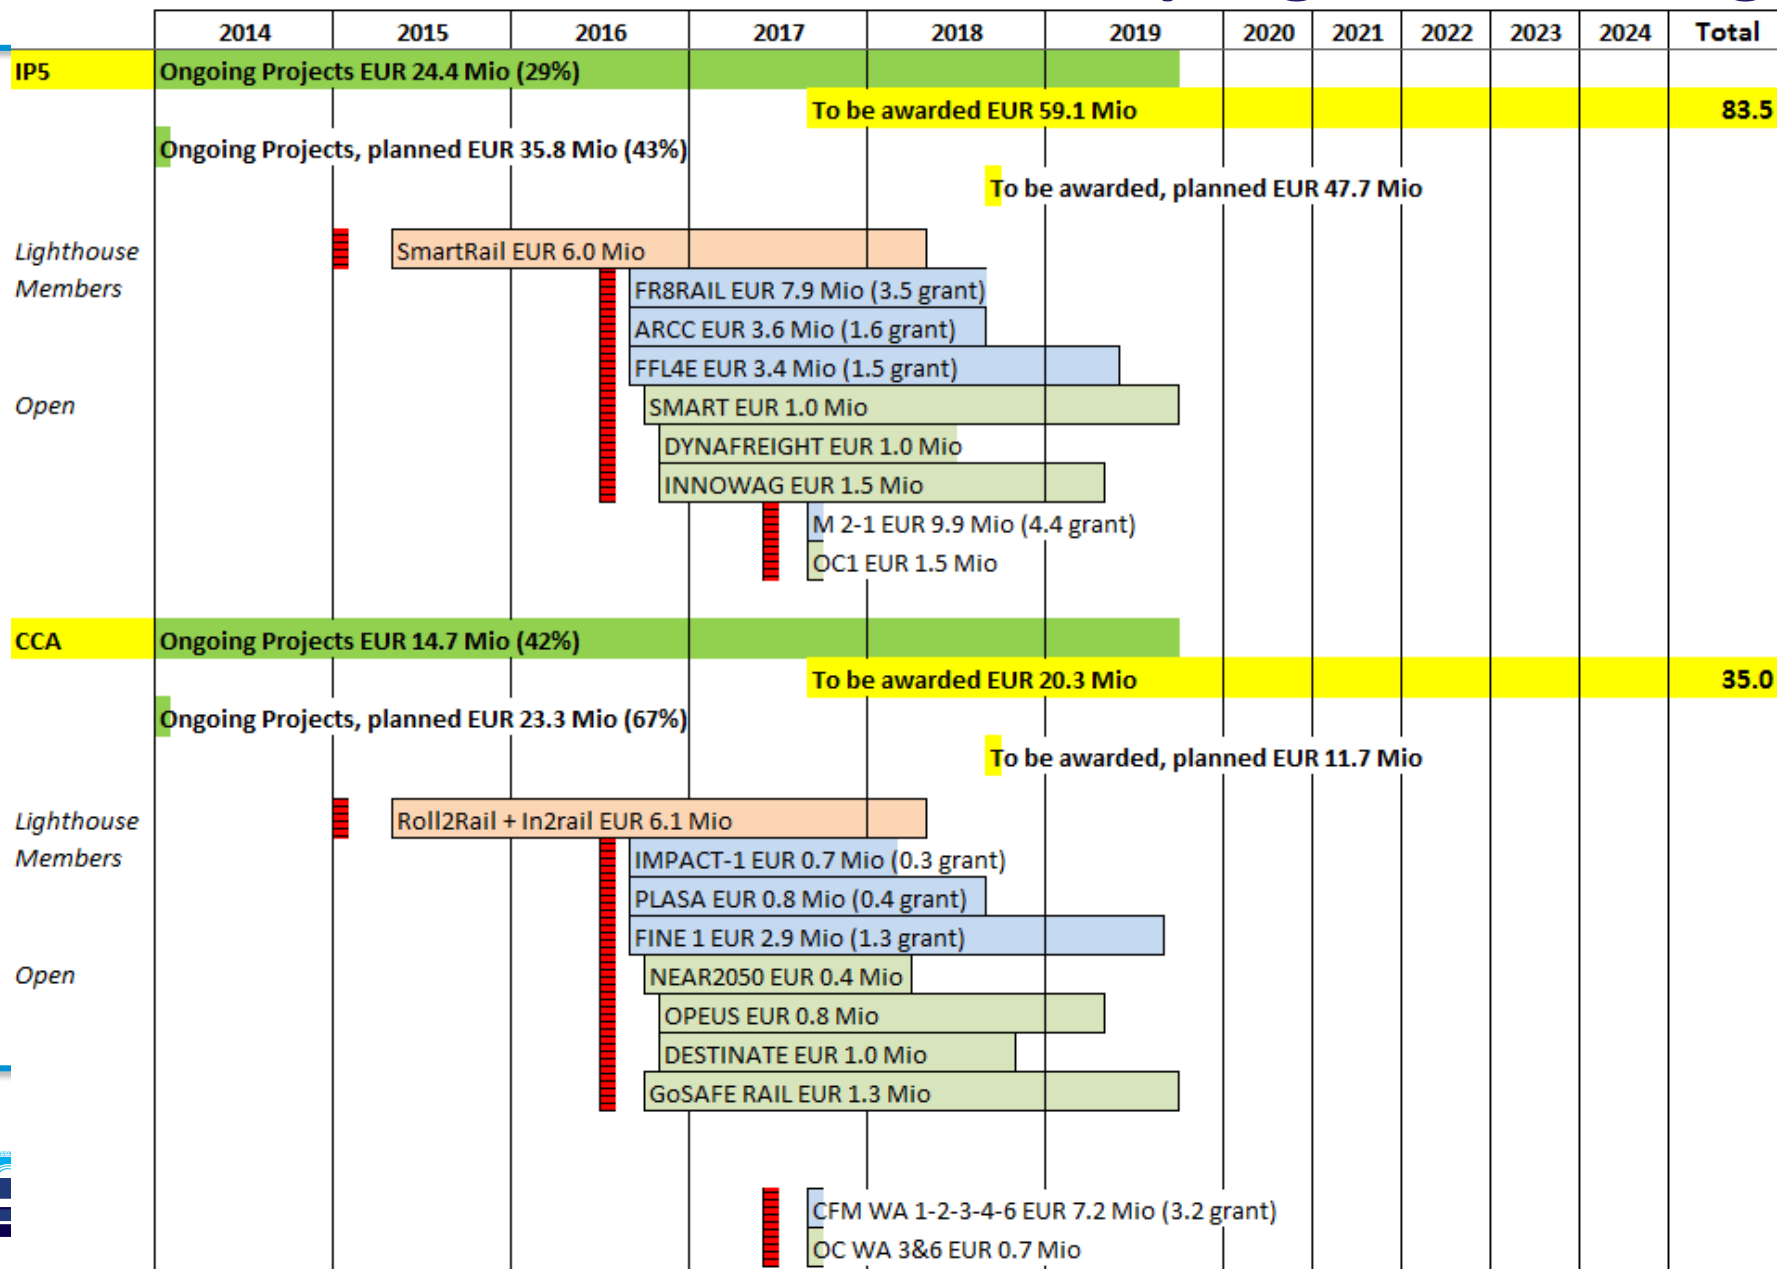 2014 2015 2016 2017 2018 2019 2020 2021 2022 2023 2024 Total
IP5 Ongoing Projects EUR 24.4 Mio (29%)
To be awarded EUR 59.1 Mio 83.5
Ongoing Projects, planned EUR 35.8 Mio (43%)
To be awarded, planned EUR 47.7 Mio
Lighthouse SmartRail EUR 6.0 Mio
Members FR8RAIL EUR 7.9 Mio (3.5 grant)
ARCC EUR 3.6 Mio (1.6 grant)
FFL4E EUR 3.4 Mio (1.5 grant)
Open SMART EUR 1.0 Mio
DYNAFREIGHT EUR 1.0 Mio
INNOWAG EUR 1.5 Mio
M 2-1 EUR 9.9 Mio (4.4 grant)
OC1 EUR 1.5 Mio
CCA Ongoing Projects EUR 14.7 Mio (42%)
To be awarded EUR 20.3 Mio 35.0
Ongoing Projects, planned EUR 23.3 Mio (67%)
To be awarded, planned EUR 11.7 Mio
Lighthouse Roll2Rail + In2rail EUR 6.1 Mio
Members IMPACT-1 EUR 0.7 Mio (0.3 grant)
PLASA EUR 0.8 Mio (0.4 grant)
FINE 1 EUR 2.9 Mio (1.3 grant)
Open NEAR2050 EUR 0.4 Mio
OPEUS EUR 0.8 Mio
DESTINATE EUR 1.0 Mio
GoSAFE RAIL EUR 1.3 Mio
CFM WA 1-2-3-4-6 EUR 7.2 Mio (3.2 grant)
OC WA 3&6 EUR 0.7 Mio